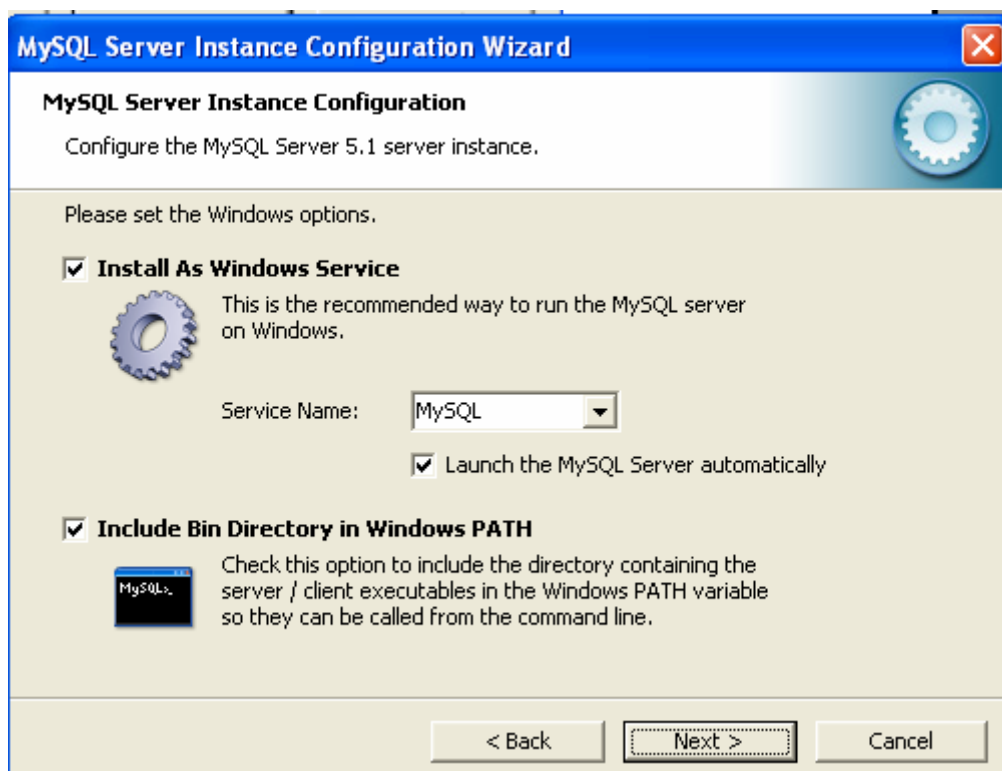 MySQL Server Instance Configuration Wizard
MySQL Server Instance Configuration
Configure the MySQL Server 5.1 server instance.
Please set the Windows options.
Install As Windows Service
This is the recommended way to run the MySQL server
on Windows.
Service Name: MySQL
Launch the MySQL Server automatically
Include Bin Directory in Windows PATH
Check this option to include the directory containing the
server / client executables in the Windows PATH variable
so they can be called from the command line.
MySQL>_
< Back Next > Cancel